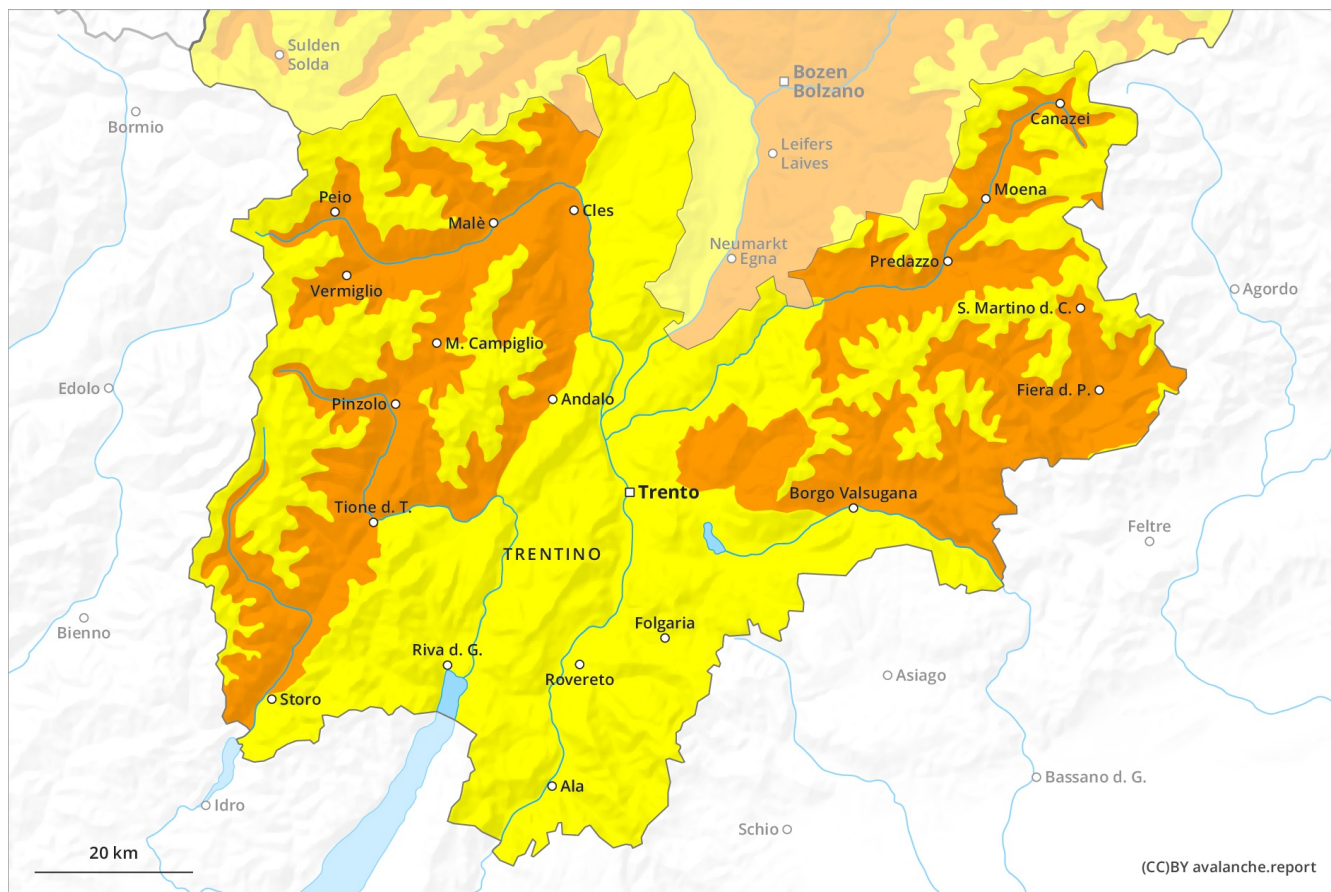 Sulden
Solda
Bozen
Bolzano
Bormio
Canazei
Leifers
Laives
Peio
Moena
Malè
Cles
Neumarkt
Egna
Predazzo
Vermiglio
Agordo
S. Martino d. C.
M. Campiglio
Edolo
Fiera d. P.
Pinzolo
Andalo
Trento
Borgo Valsugana
Tione d. T.
Feltre
TRENTINO
Bienno
Folgaria
Riva d. G.
Rovereto
Asiago
Storo
Bassano d. G.
Ala
Idro
Schio
20 km
(CC)BY avalanche.report